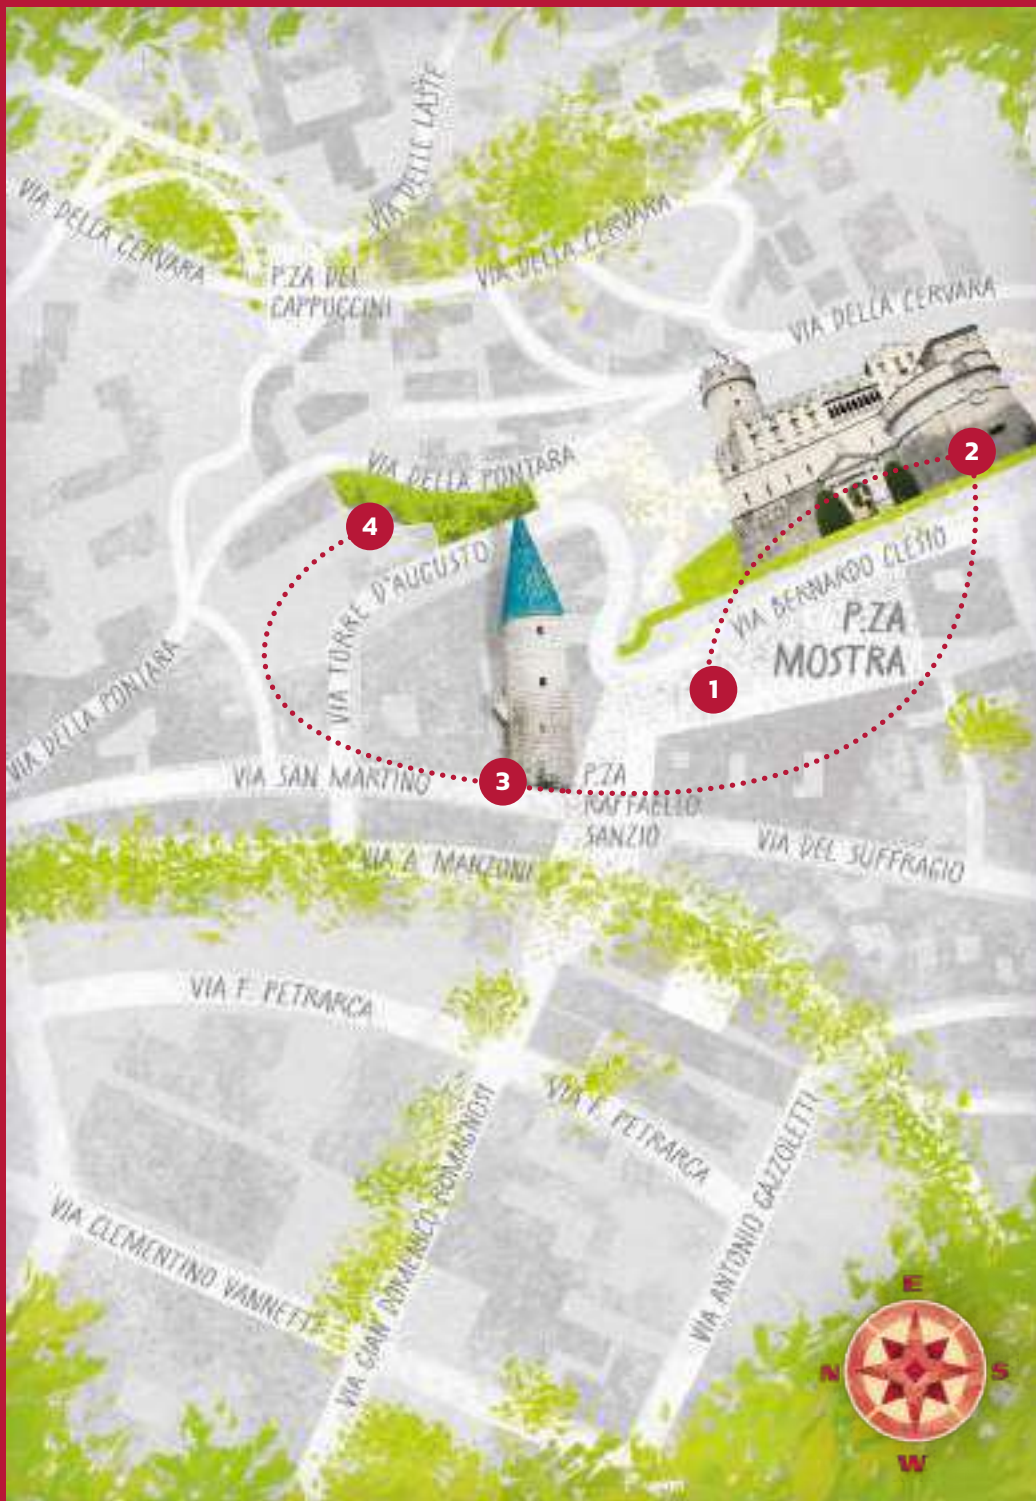 VIA DELLE LASTE
VIA DELLA CERVARA
P.ZA DEI
CAPPUCCINI
VIA DELLA CERVARA
VIA DELLA CERVARA
VIA DELLA PONTARA
2
4
VIA TORRE D'AUGUSTO
VIA BERNARDO CLESIO
P.ZA
MOSTRA
1
VIA DELLA PONTARA
VIA SAN MARTINO
3
P.ZA
RAFFAELLO
SANZIO
VIA DEL SUFFRAGIO
VIA A. MANZONI
VIA F. PETRARCA
VIA F. PETRARCA
VIA GIAN DOMENICO ROMAGNOSI
VIA ANTONIO GAZZOLETTI
VIA CLEMENTINO VANNETTI
E
N
S
W